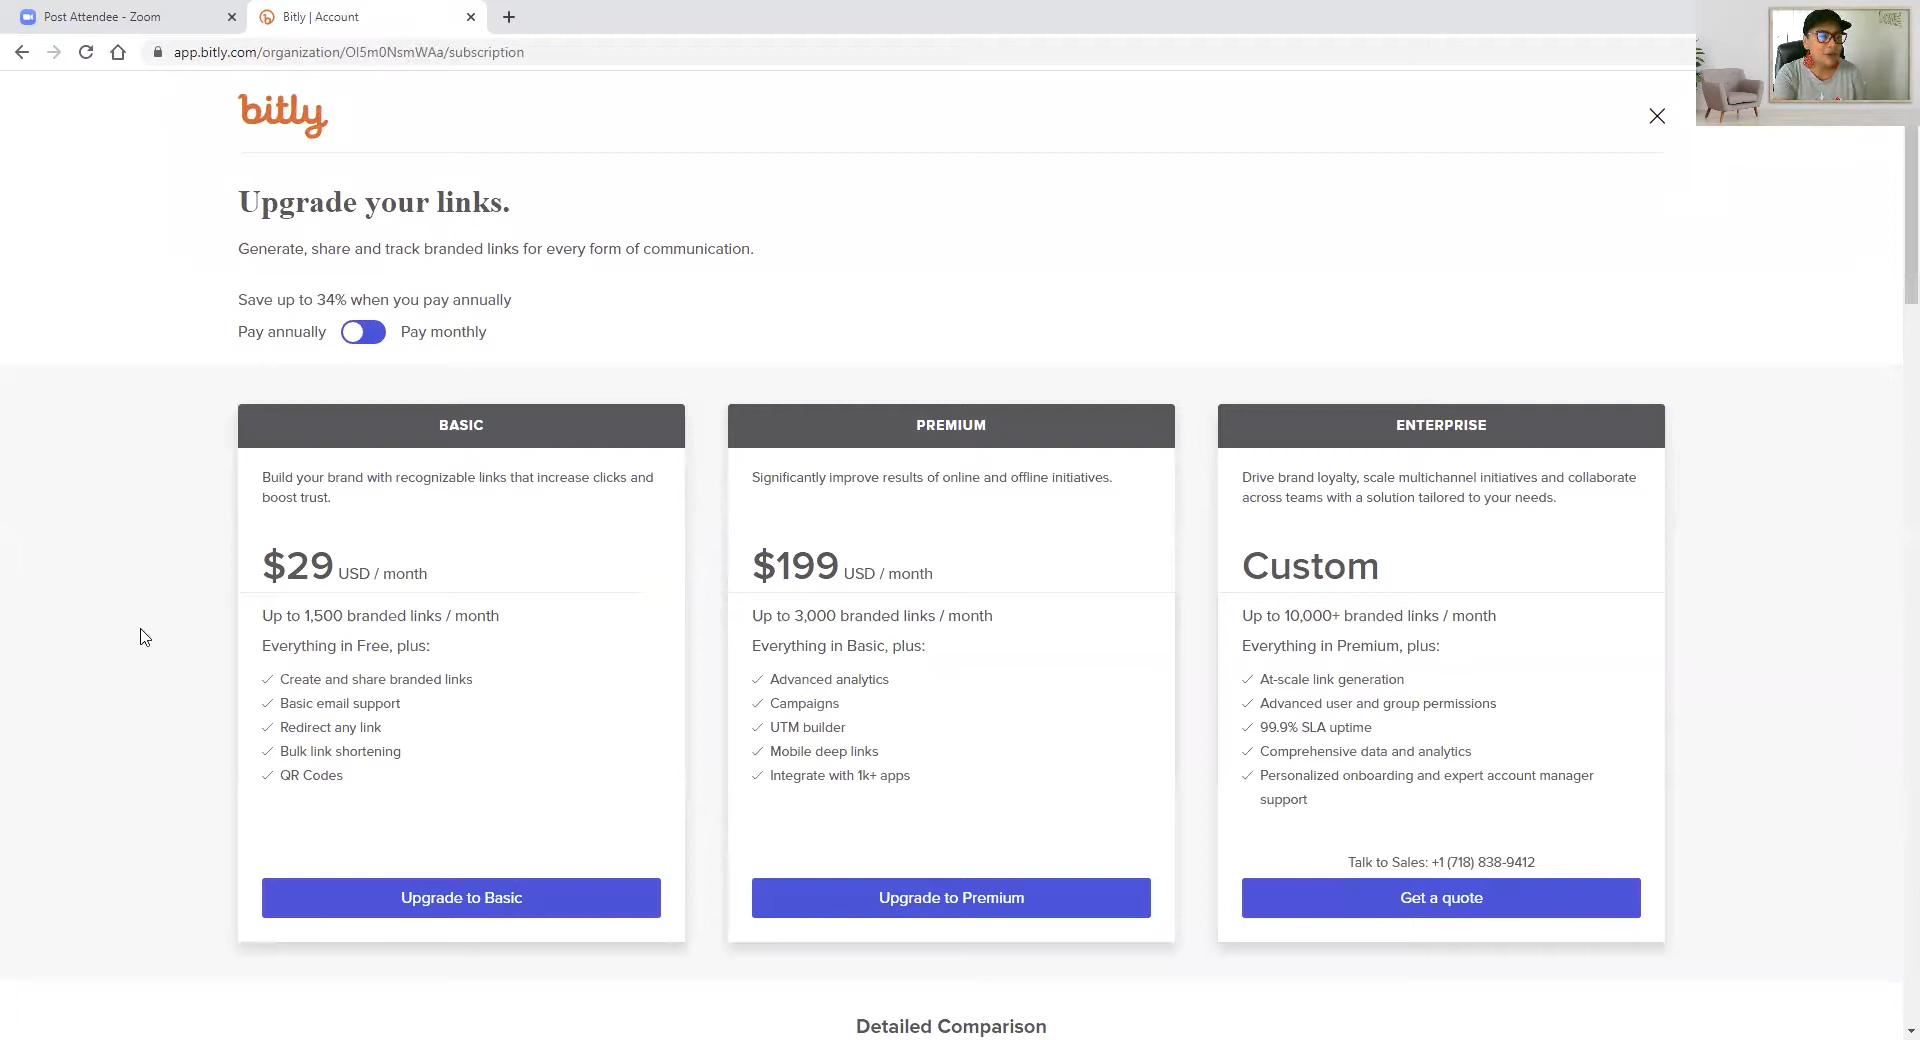 Post Attendee - Zoom
Bitly | Account
app.bitly.com/organization/Ol5m0NsmWAa/subscription
bitly
Upgrade your links.
Generate, share and track branded links for every form of communication.
Save up to 34% when you pay annually
Pay annually Pay monthly
BASIC
Build your brand with recognizable links that increase clicks and
boost trust.
$29 USD / month
Up to 1,500 branded links / month
Everything in Free, plus:
Create and share branded links
Basic email support
Redirect any link
Bulk link shortening
QR Codes
Upgrade to Basic
PREMIUM
Significantly improve results of online and offline initiatives.
$199 USD / month
Up to 3,000 branded links / month
Everything in Basic, plus:
Advanced analytics
Campaigns
UTM builder
Mobile deep links
Integrate with 1k+ apps
Upgrade to Premium
ENTERPRISE
Drive brand loyalty, scale multichannel initiatives and collaborate
across teams with a solution tailored to your needs.
Custom
Up to 10,000+ branded links / month
Everything in Premium, plus:
At-scale link generation
Advanced user and group permissions
99.9% SLA uptime
Comprehensive data and analytics
Personalized onboarding and expert account manager
support
Talk to Sales: +1 (718) 838-9412
Get a quote
Detailed Comparison